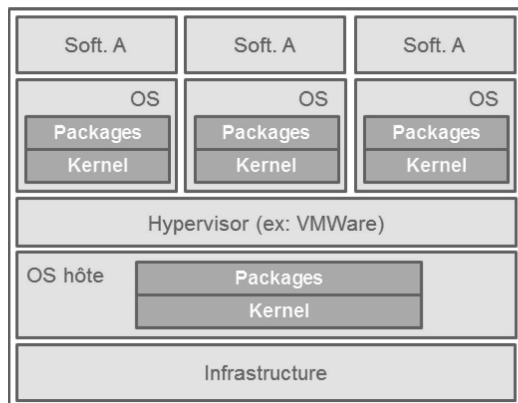 Soft. A Soft. A Soft. A
OS OS OS
Packages Packages Packages
Kernel Kernel Kernel
Hypervisor (ex: VMWare)
OS hôte Packages
Kernel
Infrastructure